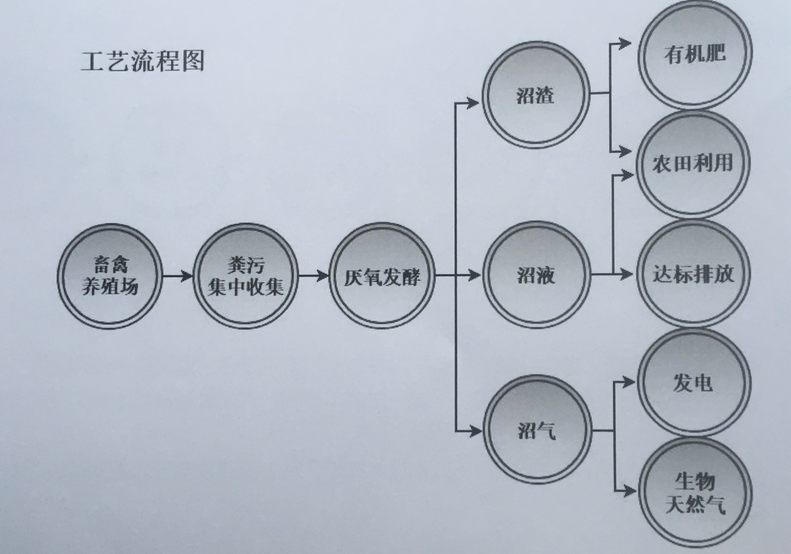 工艺流程图
畜禽
养殖场
粪污
集中收集
厌氧发酵
沼渣
沼液
沼气
有机肥
农田利用
达标排放
发电
生物
天然气